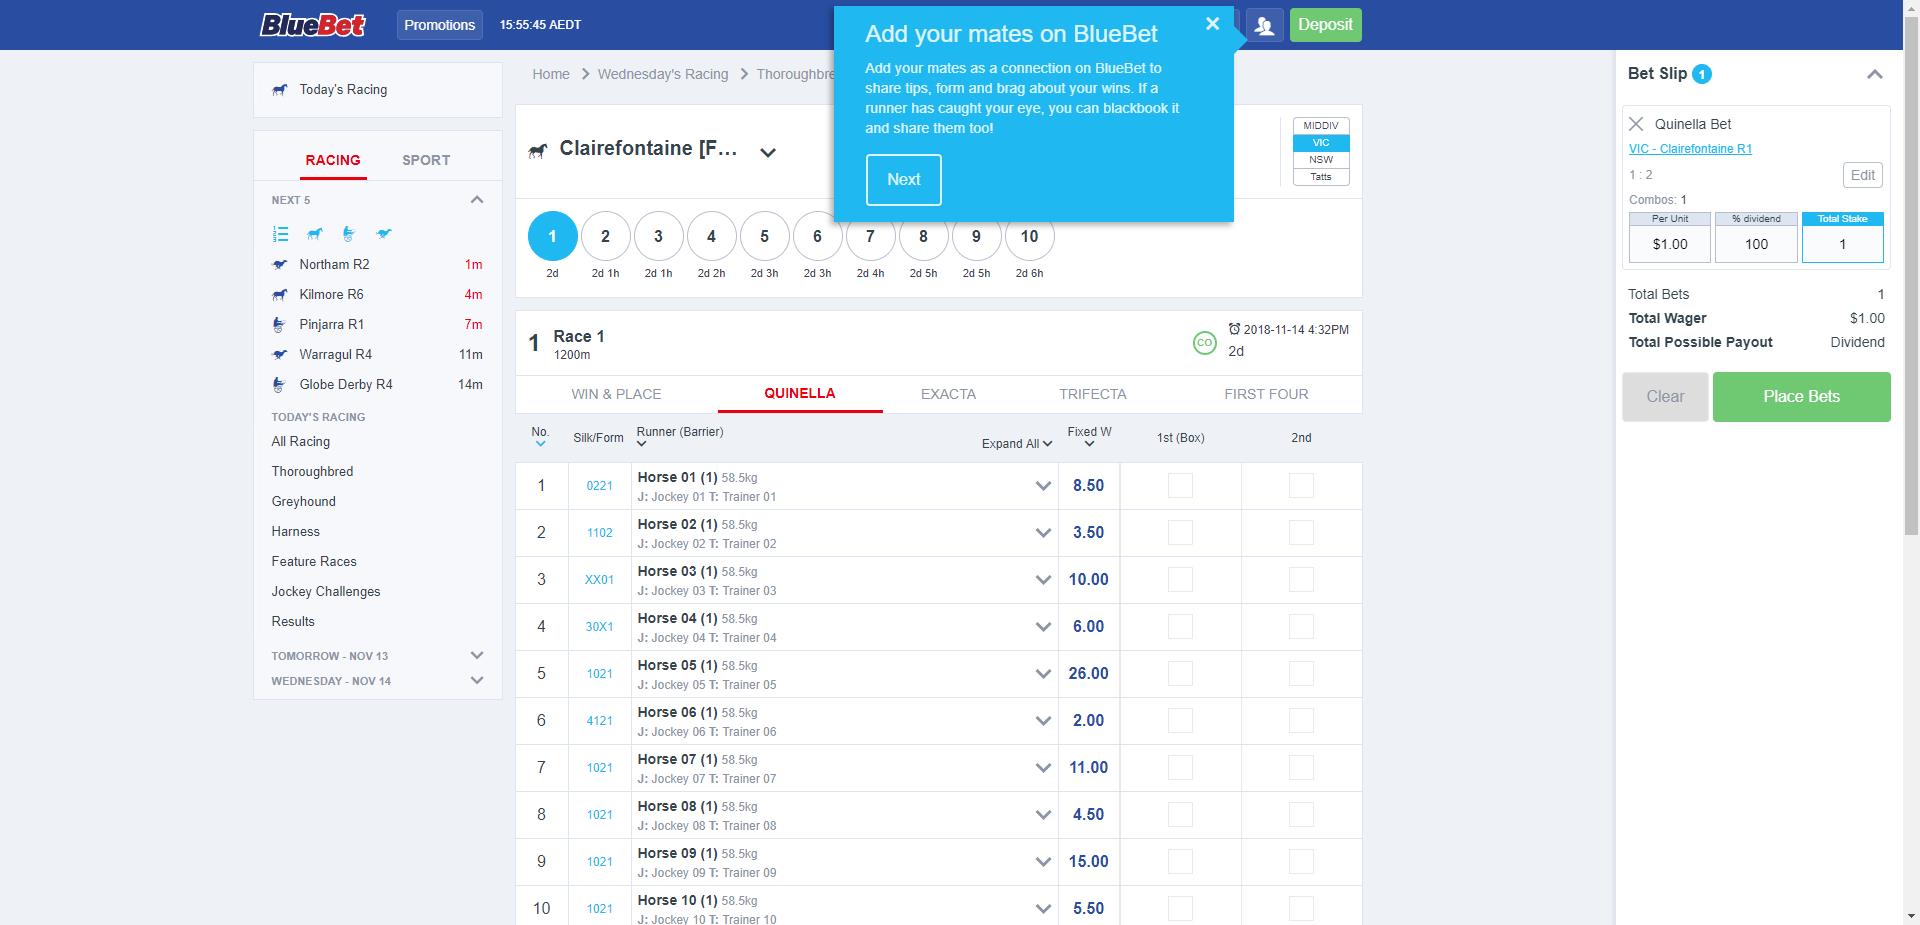 BlueBet
Promotions
15:55:45 AEDT
Deposit
Add your mates on BlueBet
Add your mates as a connection on BlueBet to
share tips, form and brag about your wins. If a
runner has caught your eye, you can blackbook it
and share them too!
Next
Today's Racing
RACING SPORT
NEXT 5
Northam R2 1m
Kilmore R6 4m
Pinjarra R1 7m
Warragul R4 11m
Globe Derby R4 14m
TODAY'S RACING
All Racing
Thoroughbred
Greyhound
Harness
Feature Races
Jockey Challenges
Results
TOMORROW - NOV 13
WEDNESDAY - NOV 14
Home Wednesday's Racing Thoroughbre
Clairefontaine [F...
MIDDIV
VIC
NSW
Tatts
1 2 3 4 5 6 7 8 9 10
2d 2d 1h 2d 1h 2d 2h 2d 3h 2d 3h 2d 4h 2d 5h 2d 5h 2d 6h
1 Race 1
1200m
CO
2018-11-14 4:32PM
2d
WIN & PLACE QUINELLA EXACTA TRIFECTA FIRST FOUR
No. Silk/Form Runner (Barrier) Expand All Fixed W 1st (Box) 2nd
1 0221 Horse 01 (1) 58.5kg 8.50
J: Jockey 01 T: Trainer 01
2 1102 Horse 02 (1) 58.5kg 3.50
J: Jockey 02 T: Trainer 02
3 XX01 Horse 03 (1) 58.5kg 10.00
J: Jockey 03 T: Trainer 03
4 30X1 Horse 04 (1) 58.5kg 6.00
J: Jockey 04 T: Trainer 04
5 1021 Horse 05 (1) 58.5kg 26.00
J: Jockey 05 T: Trainer 05
6 4121 Horse 06 (1) 58.5kg 2.00
J: Jockey 06 T: Trainer 06
7 1021 Horse 07 (1) 58.5kg 11.00
J: Jockey 07 T: Trainer 07
8 1021 Horse 08 (1) 58.5kg 4.50
J: Jockey 08 T: Trainer 08
9 1021 Horse 09 (1) 58.5kg 15.00
J: Jockey 09 T: Trainer 09
10 1021 Horse 10 (1) 58.5kg 5.50
J: Jockey 10 T: Trainer 10
Bet Slip 1
Quinella Bet
VIC - Clairefontaine R1
1 : 2 Edit
Combos: 1
Per Unit % dividend Total Stake
$1.00 100 1
Total Bets 1
Total Wager $1.00
Total Possible Payout Dividend
Clear Place Bets